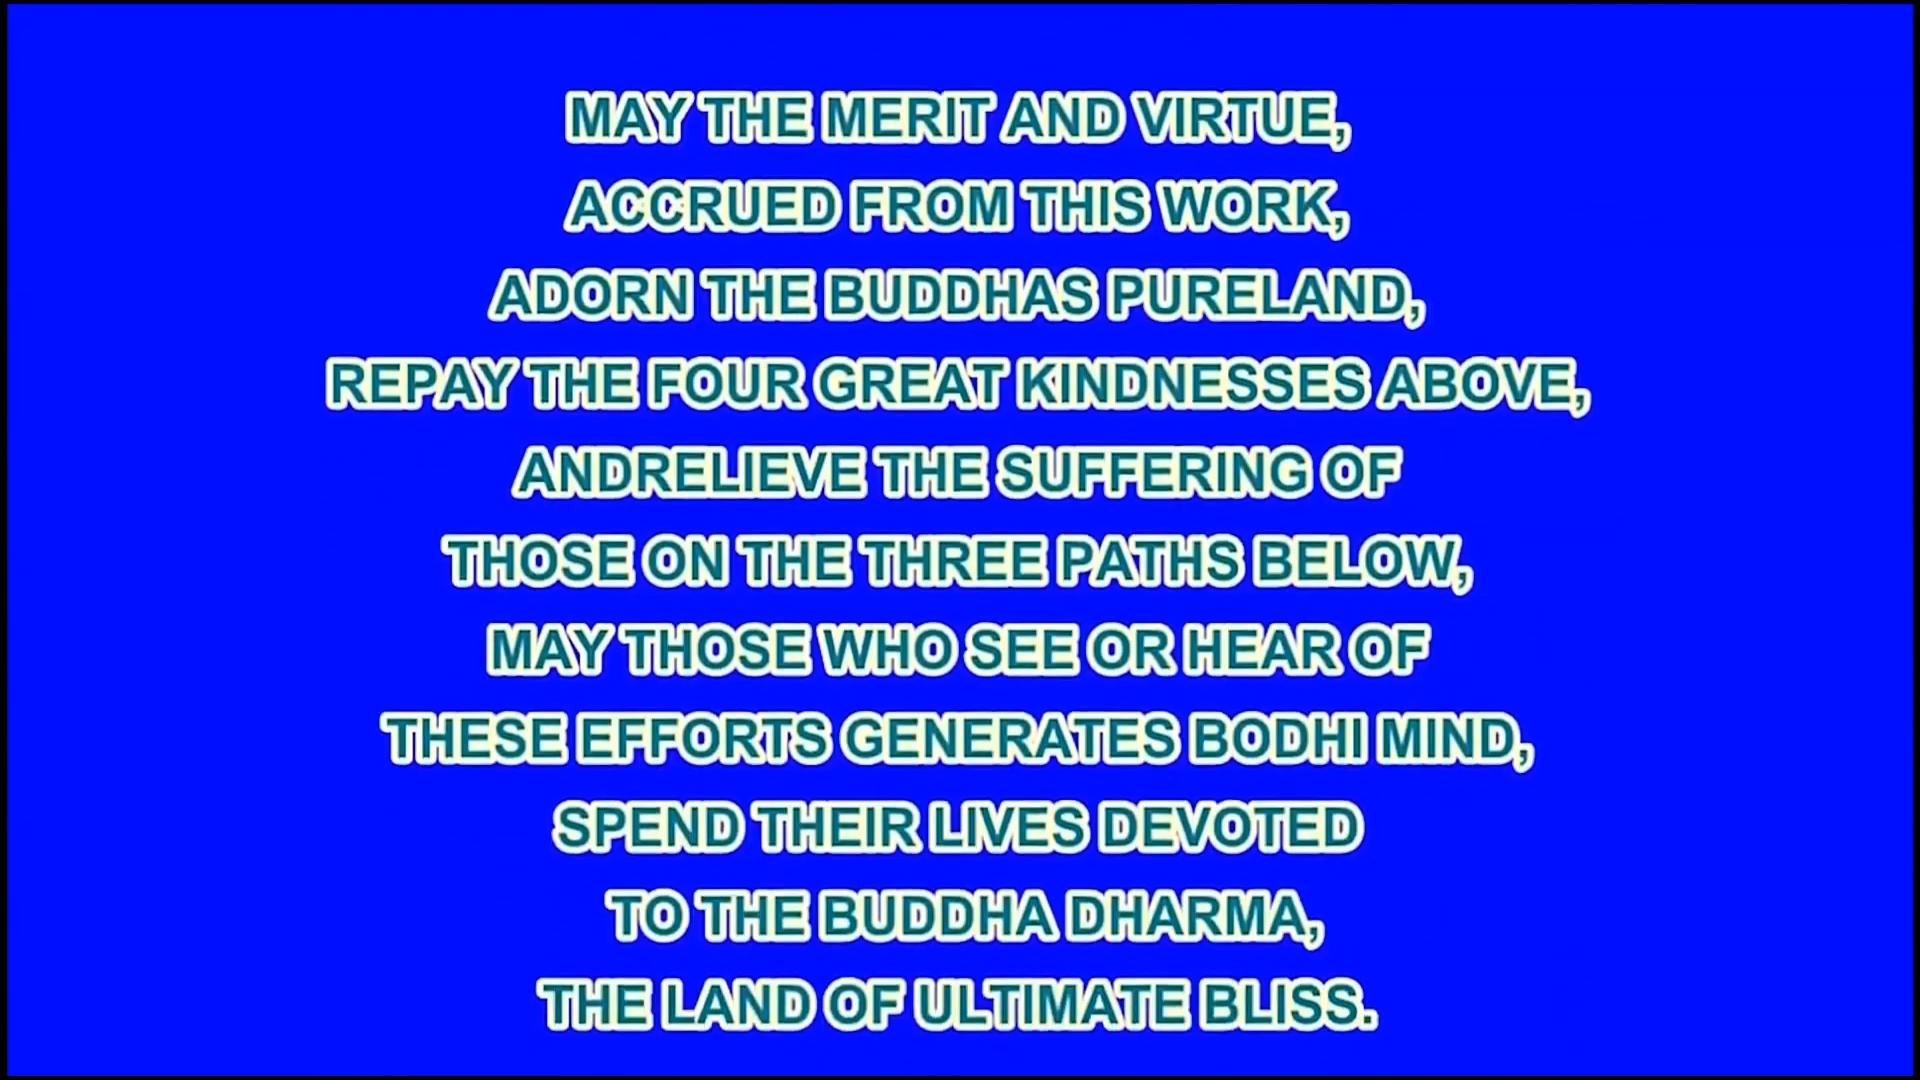 MAY THE MERIT AND VIRTUE,
ACCRUED FROM THIS WORK,
ADORN THE BUDDHAS PURELAND,
REPAY THE FOUR GREAT KINDNESSES ABOVE,
ANDRELIEVE THE SUFFERING OF
THOSE ON THE THREE PATHS BELOW,
MAY THOSE WHO SEE OR HEAR OF
THESE EFFORTS GENERATES BODHI MIND,
SPEND THEIR LIVES DEVOTED
TO THE BUDDHA DHARMA,
THE LAND OF ULTIMATE BLISS.